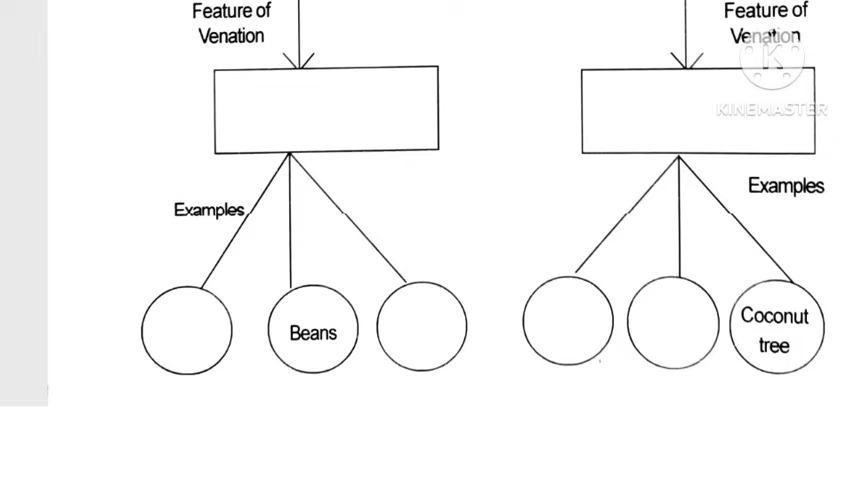 Feature of
Venation
Feature of
Venation
KINEMASTER
Examples
Examples
Beans
Coconut
tree